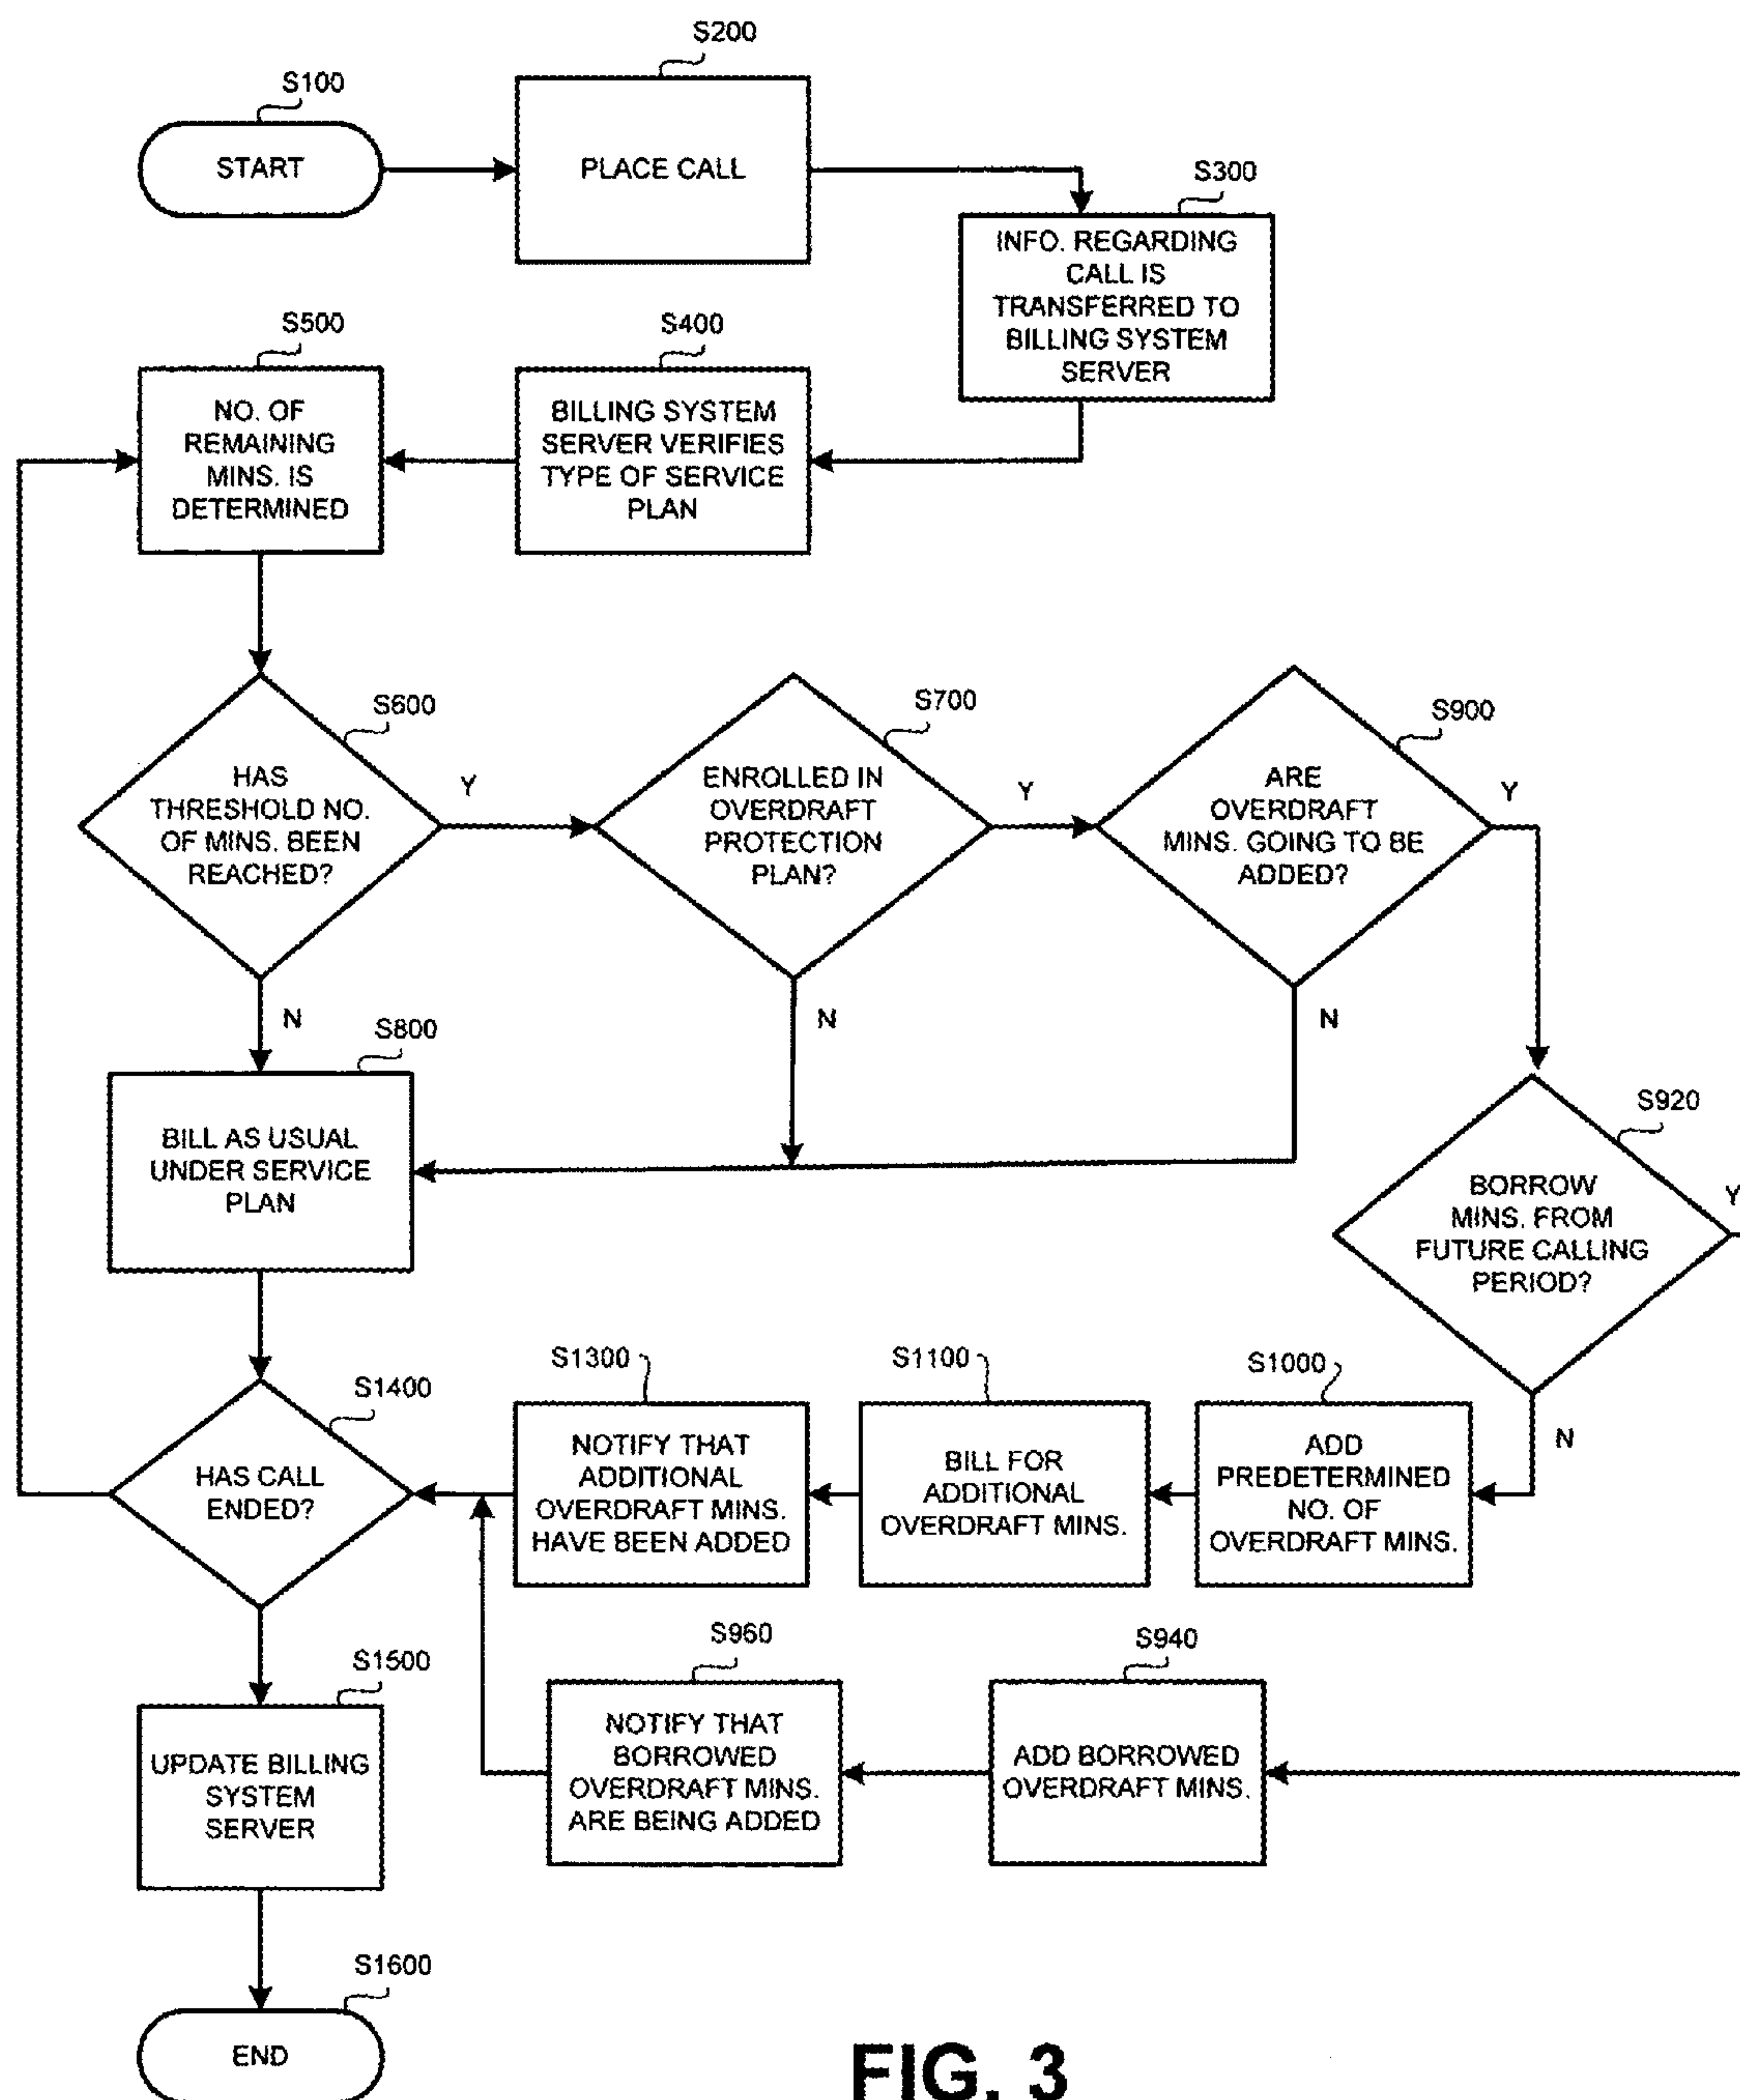 S200
S100
START
PLACE CALL
S300
INFO. REGARDING
CALL IS
TRANSFERRED TO
BILLING SYSTEM
SERVER
S500
NO. OF
REMAINING
MINS. IS
DETERMINED
S400
BILLING SYSTEM
SERVER VERIFIES
TYPE OF SERVICE
PLAN
S600
HAS
THRESHOLD NO.
OF MINS. BEEN
REACHED?
Y
N
S700
ENROLLED IN
OVERDRAFT
PROTECTION
PLAN?
Y
N
S900
ARE
OVERDRAFT
MINS. GOING TO BE
ADDED?
Y
N
S800
BILL AS USUAL
UNDER SERVICE
PLAN
S920
BORROW
MINS. FROM
FUTURE CALLING
PERIOD?
Y
N
S1400
HAS CALL
ENDED?
S1300
NOTIFY THAT
ADDITIONAL
OVERDRAFT MINS.
HAVE BEEN ADDED
S1100
BILL FOR
ADDITIONAL
OVERDRAFT MINS.
S1000
ADD
PREDETERMINED
NO. OF
OVERDRAFT MINS.
S960
NOTIFY THAT
BORROWED
OVERDRAFT MINS.
ARE BEING ADDED
S940
ADD BORROWED
OVERDRAFT MINS.
S1500
UPDATE BILLING
SYSTEM
SERVER
S1600
END
FIG. 3